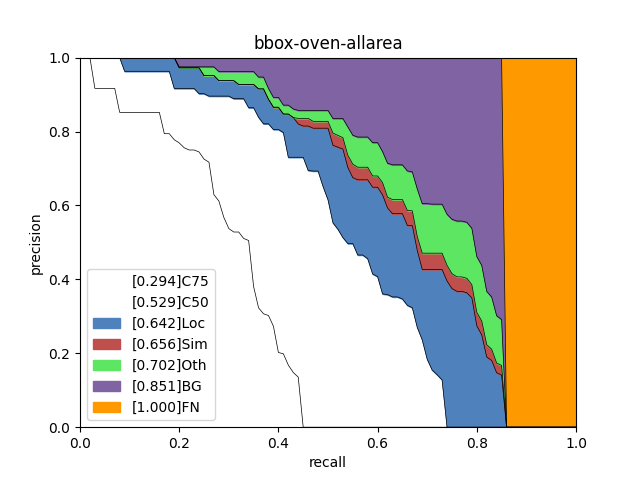 bbox-oven-allarea
precision
1.0
0.8
0.6
0.4
0.2
0.0
[0.294]C75
[0.529]C50
[0.642]Loc
[0.656]Sim
[0.702]Oth
[0.851]BG
[1.000]FN
0.0 0.2 0.4 0.6 0.8 1.0
recall